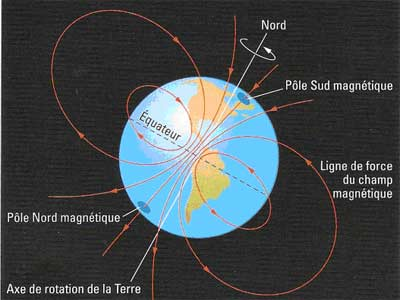 Nord
Pôle Sud magnétique
Équateur
Ligne de force
du champ
magnétique
Pôle Nord magnétique
Axe de rotation de la Terre